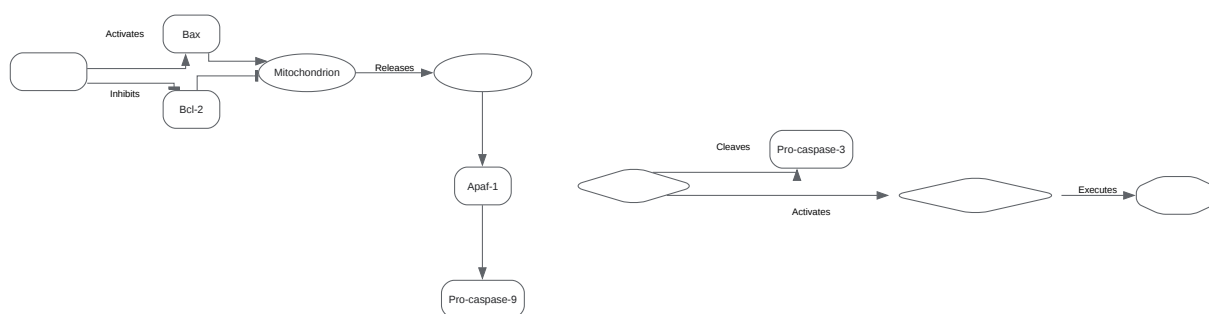 Activates
Bax
Mitochondrion
Releases
Inhibits
Bcl-2
Apaf-1
Pro-caspase-9
Cleaves
Pro-caspase-3
Activates
Executes